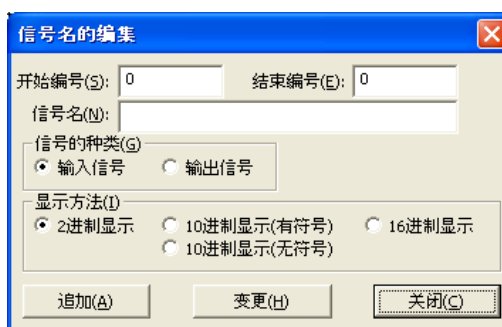 信号名的编集
开始编号(S): 0 结束编号(E): 0
信号名(N):
信号的种类(G)
输入信号 输出信号
显示方法(I)
2进制显示 10进制显示(有符号) 16进制显示
10进制显示(无符号)
追加(A) 变更(H) 关闭(C)